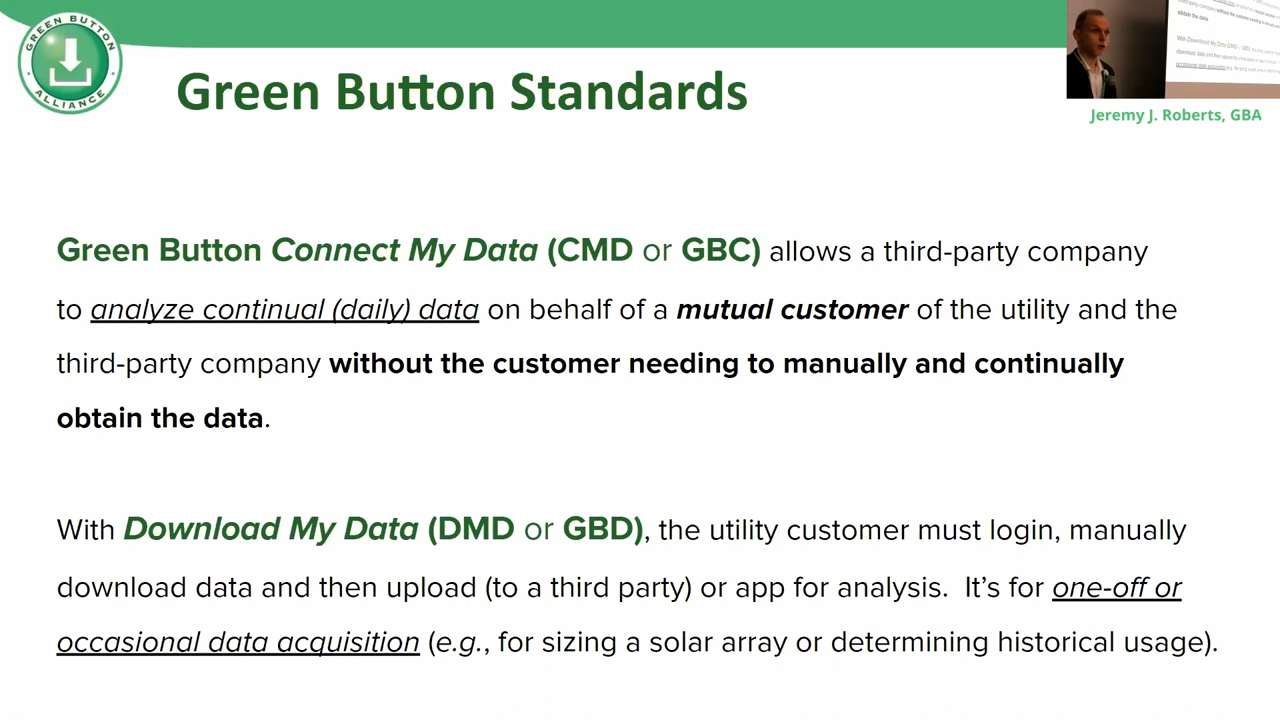 GREEN BUTTON
ALLIANCE
Green Button Standards
obtain the data.
Jeremy J. Roberts, GBA
Green Button Connect My Data (CMD or GBC) allows a third-party company
to analyze continual (daily) data on behalf of a mutual customer of the utility and the
third-party company without the customer needing to manually and continually
obtain the data.
With Download My Data (DMD or GBD), the utility customer must login, manually
download data and then upload (to a third party) or app for analysis.  It’s for one-off or
occasional data acquisition (e.g., for sizing a solar array or determining historical usage).